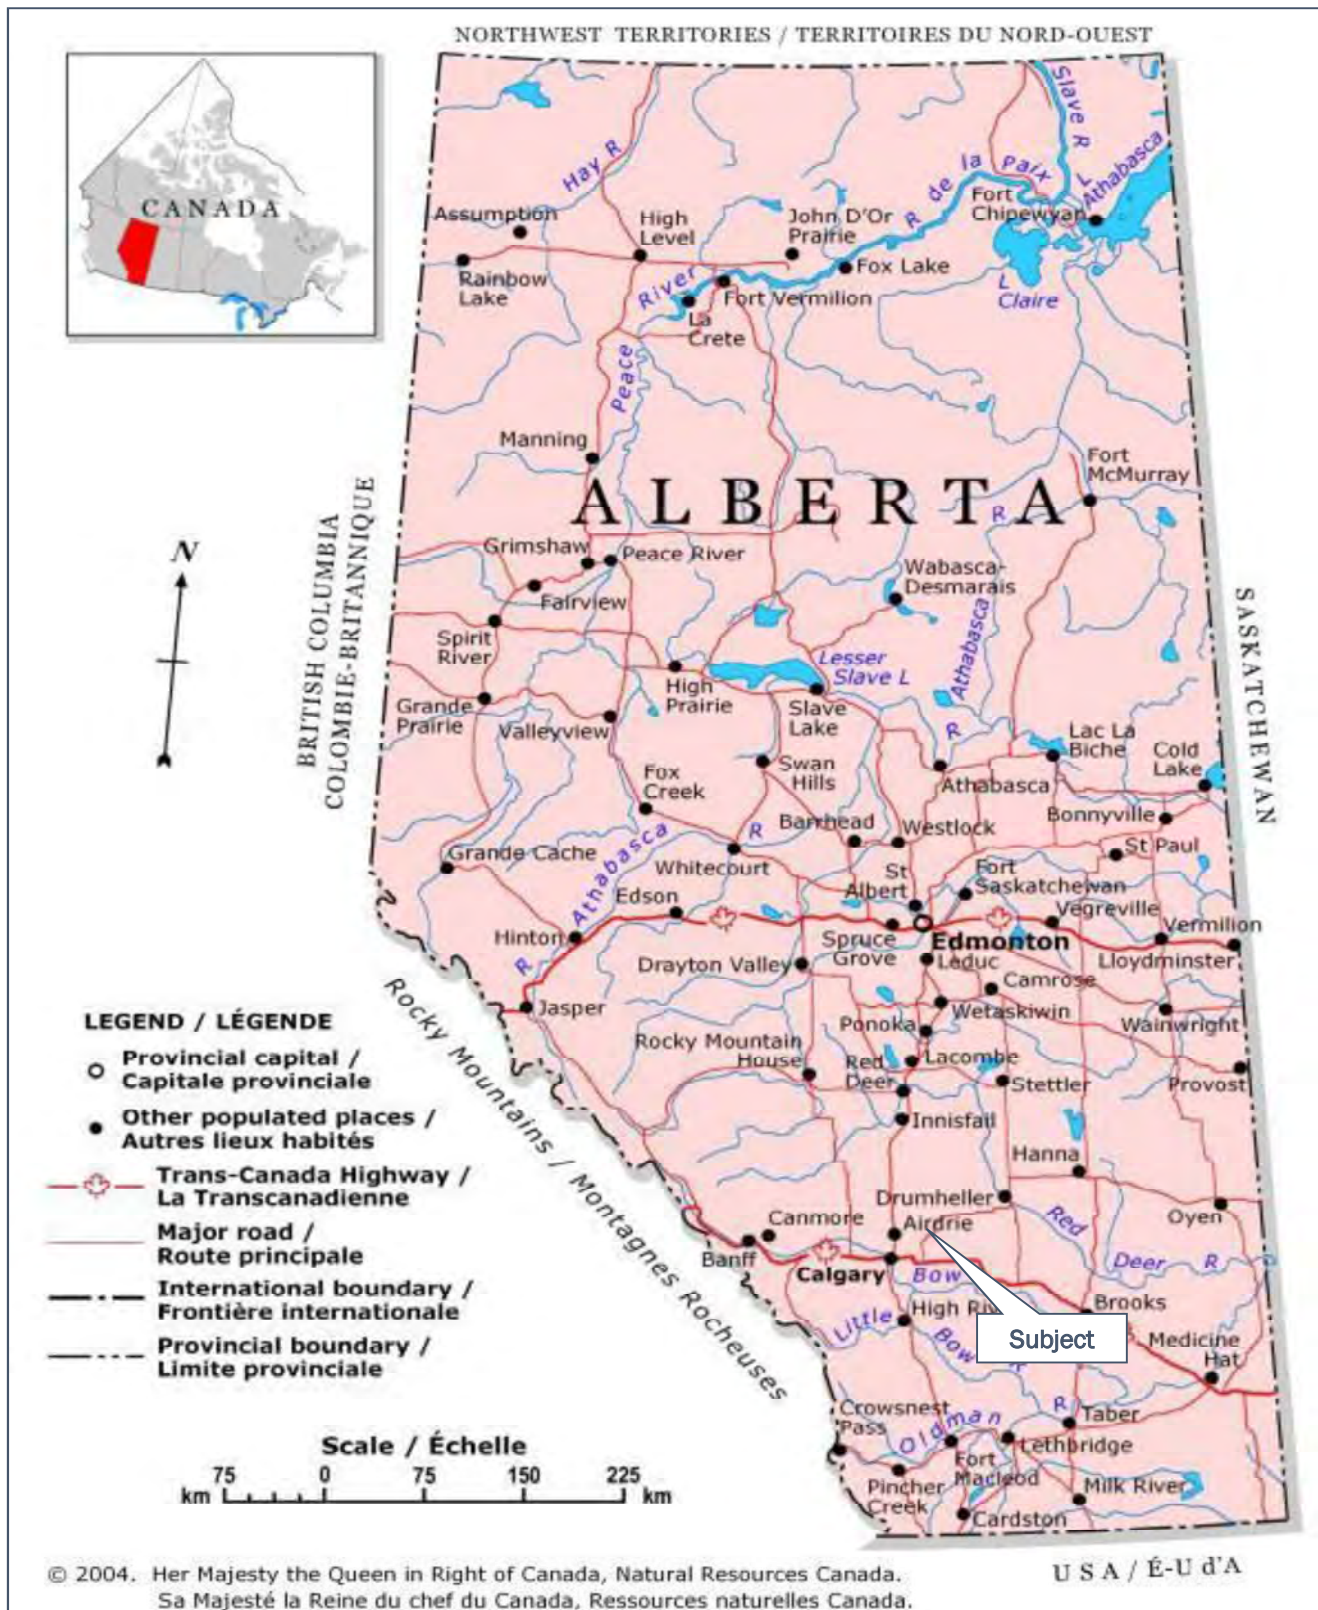 NORTHWEST TERRITORIES / TERRITOIRES DU NORD-OUEST
CANADA
Slave R
Hay R
R de la Paix
L Athabasca
Assumption
High
Level
John D'Or
Prairie
Fort
Chipewyan
Rainbow
Lake
Fox Lake
Fort Vermilion
L
Claire
La
Crete
Peace River
Manning
Fort
McMurray
ALBERTA
BRITISH COLUMBIA
COLOMBIE-BRITANNIQUE
N
Grimshaw
Peace River
Fairview
Wabasca-
Desmarais
Spirit
River
SASKATCHEWAN
Athabasca R
Lesser
Slave L
High
Prairie
Grande
Prairie
Valleyview
Slave
Lake
R
Lac La
Biche
Cold
Lake
Fox
Creek
Swan
Hills
Athabasca
Bonnyville
Barrhead
Westlock
St Paul
Grande Cache
Athabasca R
Whitecourt
St
Albert
Fort
Saskatchewan
Edson
Vegreville
Vermilion
Hinton
R
Spruce
Grove
Edmonton
Lloydminster
Drayton Valley
Leduc
Camrose
Jasper
Wetaskiwin
Wainwright
Ponoka
Rocky Mountain
House
Red
Deer
Lacombe
Stettler
Provost
Innisfail
Hanna
Rocky Mountains / Montagnes Rocheuses
Drumheller
Oyen
Canmore
Airdrie
Red Deer R
Banff
Calgary
Bow
Brooks
High Riv
Little Bow R
Subject
Medicine
Hat
Crowsnest
Pass
Oldman R
Taber
Lethbridge
Fort
Macleod
Pincher
Creek
Milk River
Cardston
USA / É-U d'A
LEGEND / LÉGENDE
Provincial capital /
Capitale provinciale
Other populated places /
Autres lieux habités
Trans-Canada Highway /
La Transcanadienne
Major road /
Route principale
International boundary /
Frontière internationale
Provincial boundary /
Limite provinciale
Scale / Échelle
75 0 75 150 225
km km
© 2004. Her Majesty the Queen in Right of Canada, Natural Resources Canada.
Sa Majesté la Reine du chef du Canada, Ressources naturelles Canada.